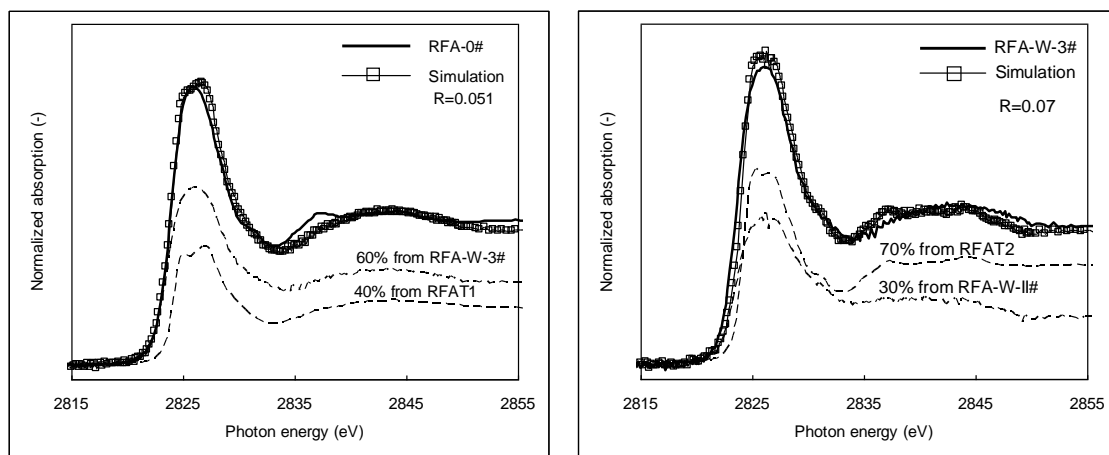 Normalized absorption (-)
RFA-0#
Simulation
R=0.051
60% from RFA-W-3#
40% from RFAT1
2815 2825 2835 2845 2855
Photon energy (eV)
Normalized absorption (-)
RFA-W-3#
Simulation
R=0.07
70% from RFAT2
30% from RFA-W-II#
2815 2825 2835 2845 2855
Photon energy (eV)